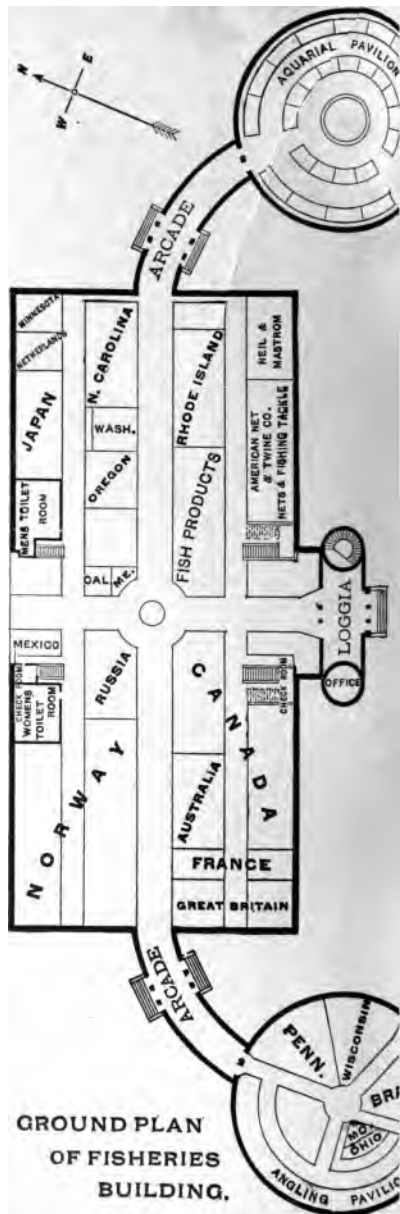 N
E
W
AQUARIAL PAVILION
ARCADE
MINNESOTA
NETHERLANDS
JAPAN
MENS TOILET
ROOM
N. CAROLINA
WASH.
OREGON
CAL.
ME.
RHODE ISLAND
FISH PRODUCTS
NEIL &
MASTROM
AMERICAN NET
& TWINE CO.
NETS & FISHING TACKLE
LOGGIA
OFFICE
CHECK ROOM
MEXICO
CHECK ROOM
WOMENS
TOILET
ROOM
RUSSIA
NORWAY
CANADA
AUSTRALIA
FRANCE
GREAT BRITAIN
ARCADE
PENN.
WISCONSIN
BRA
MO.
OHIO
ANGLING PAVILIO
GROUND PLAN
OF FISHERIES
BUILDING.